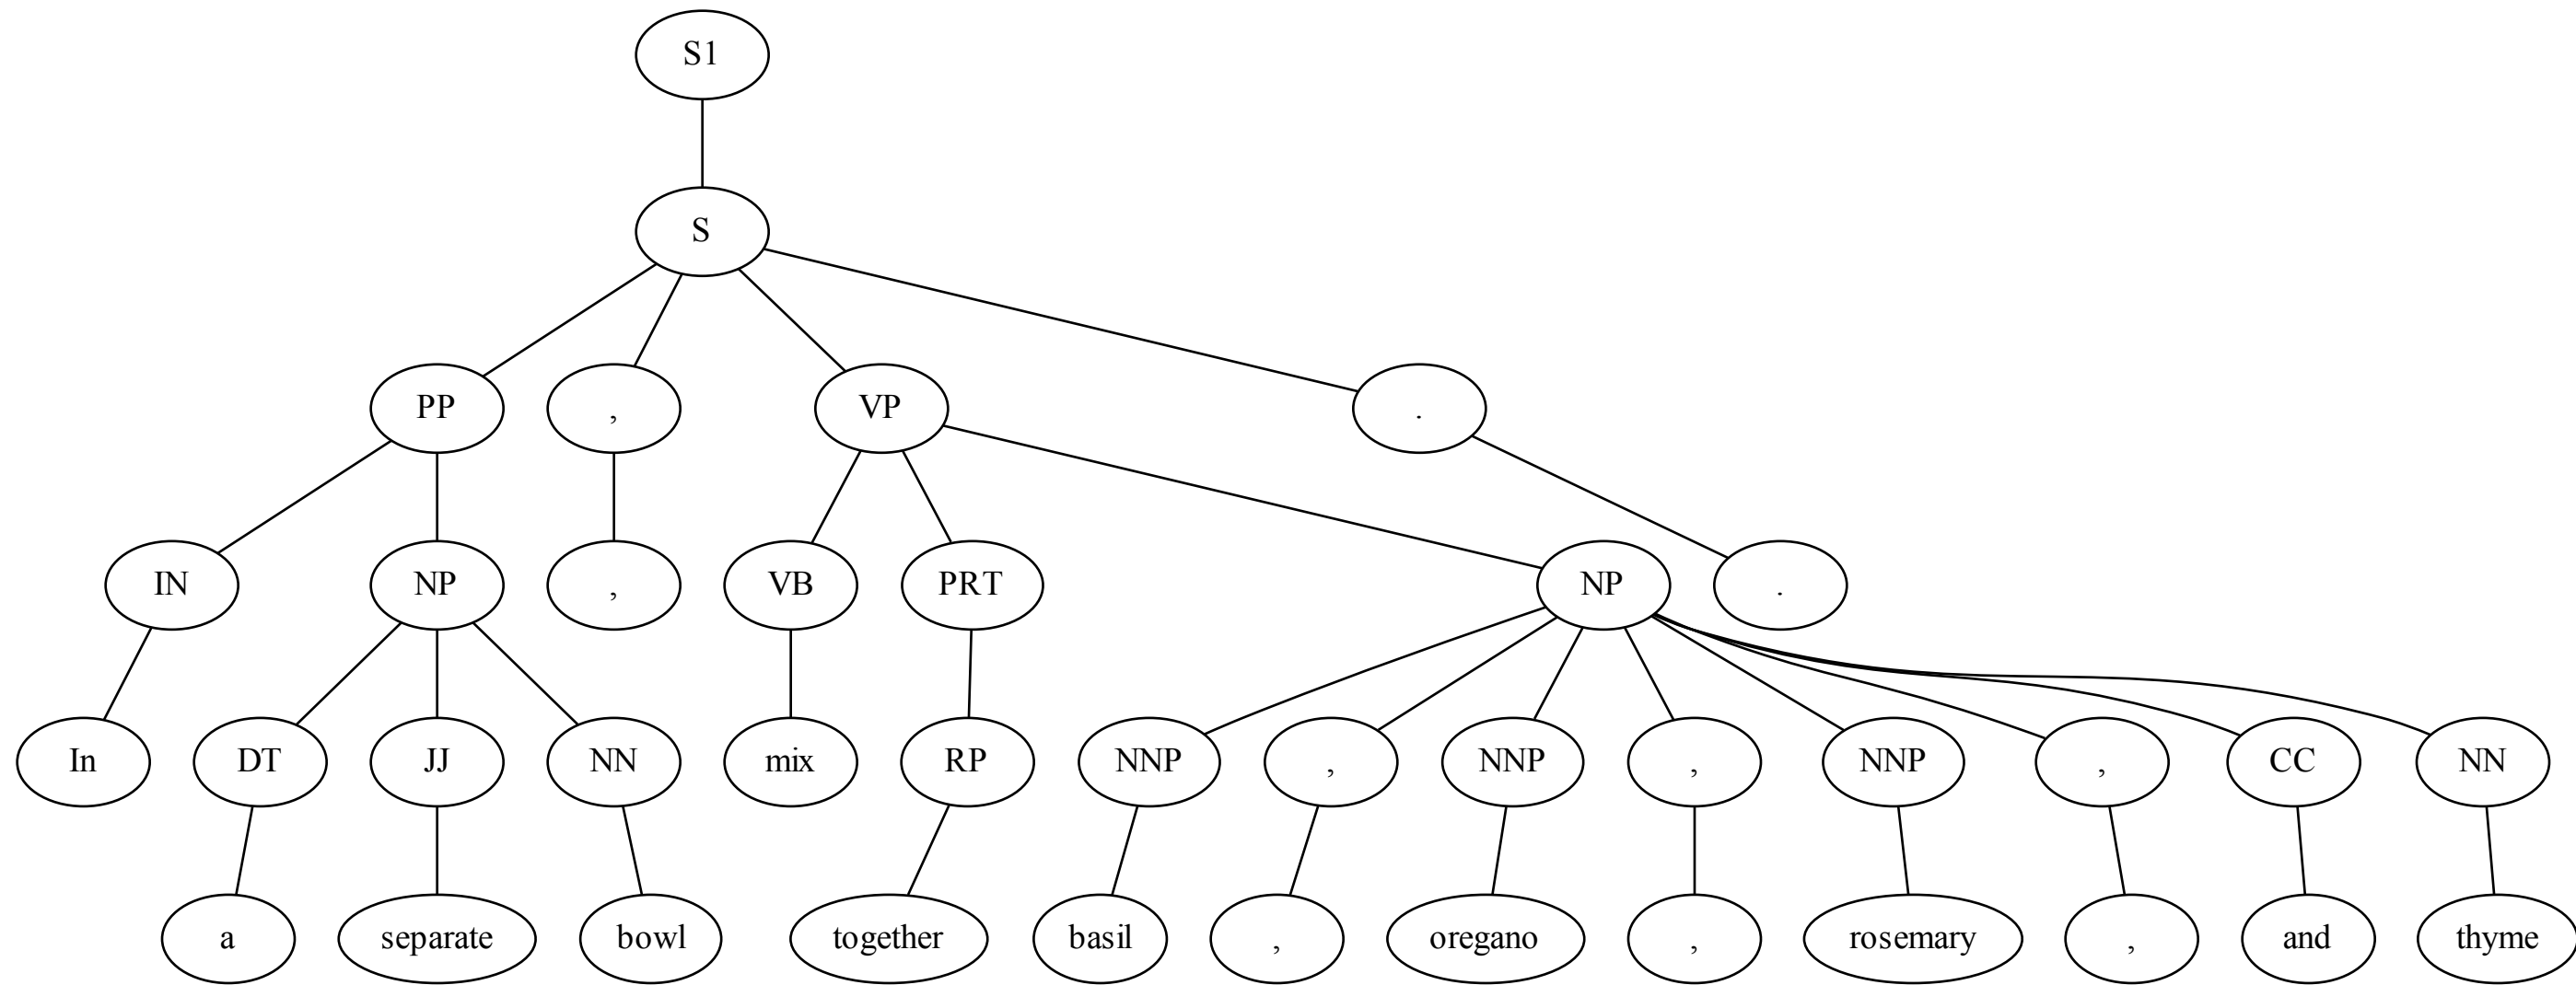 S1
S
PP , VP .
IN NP , VB PRT NP .
In DT JJ NN mix RP NNP , NNP , NNP , CC NN
a separate bowl together basil , oregano , rosemary , and thyme